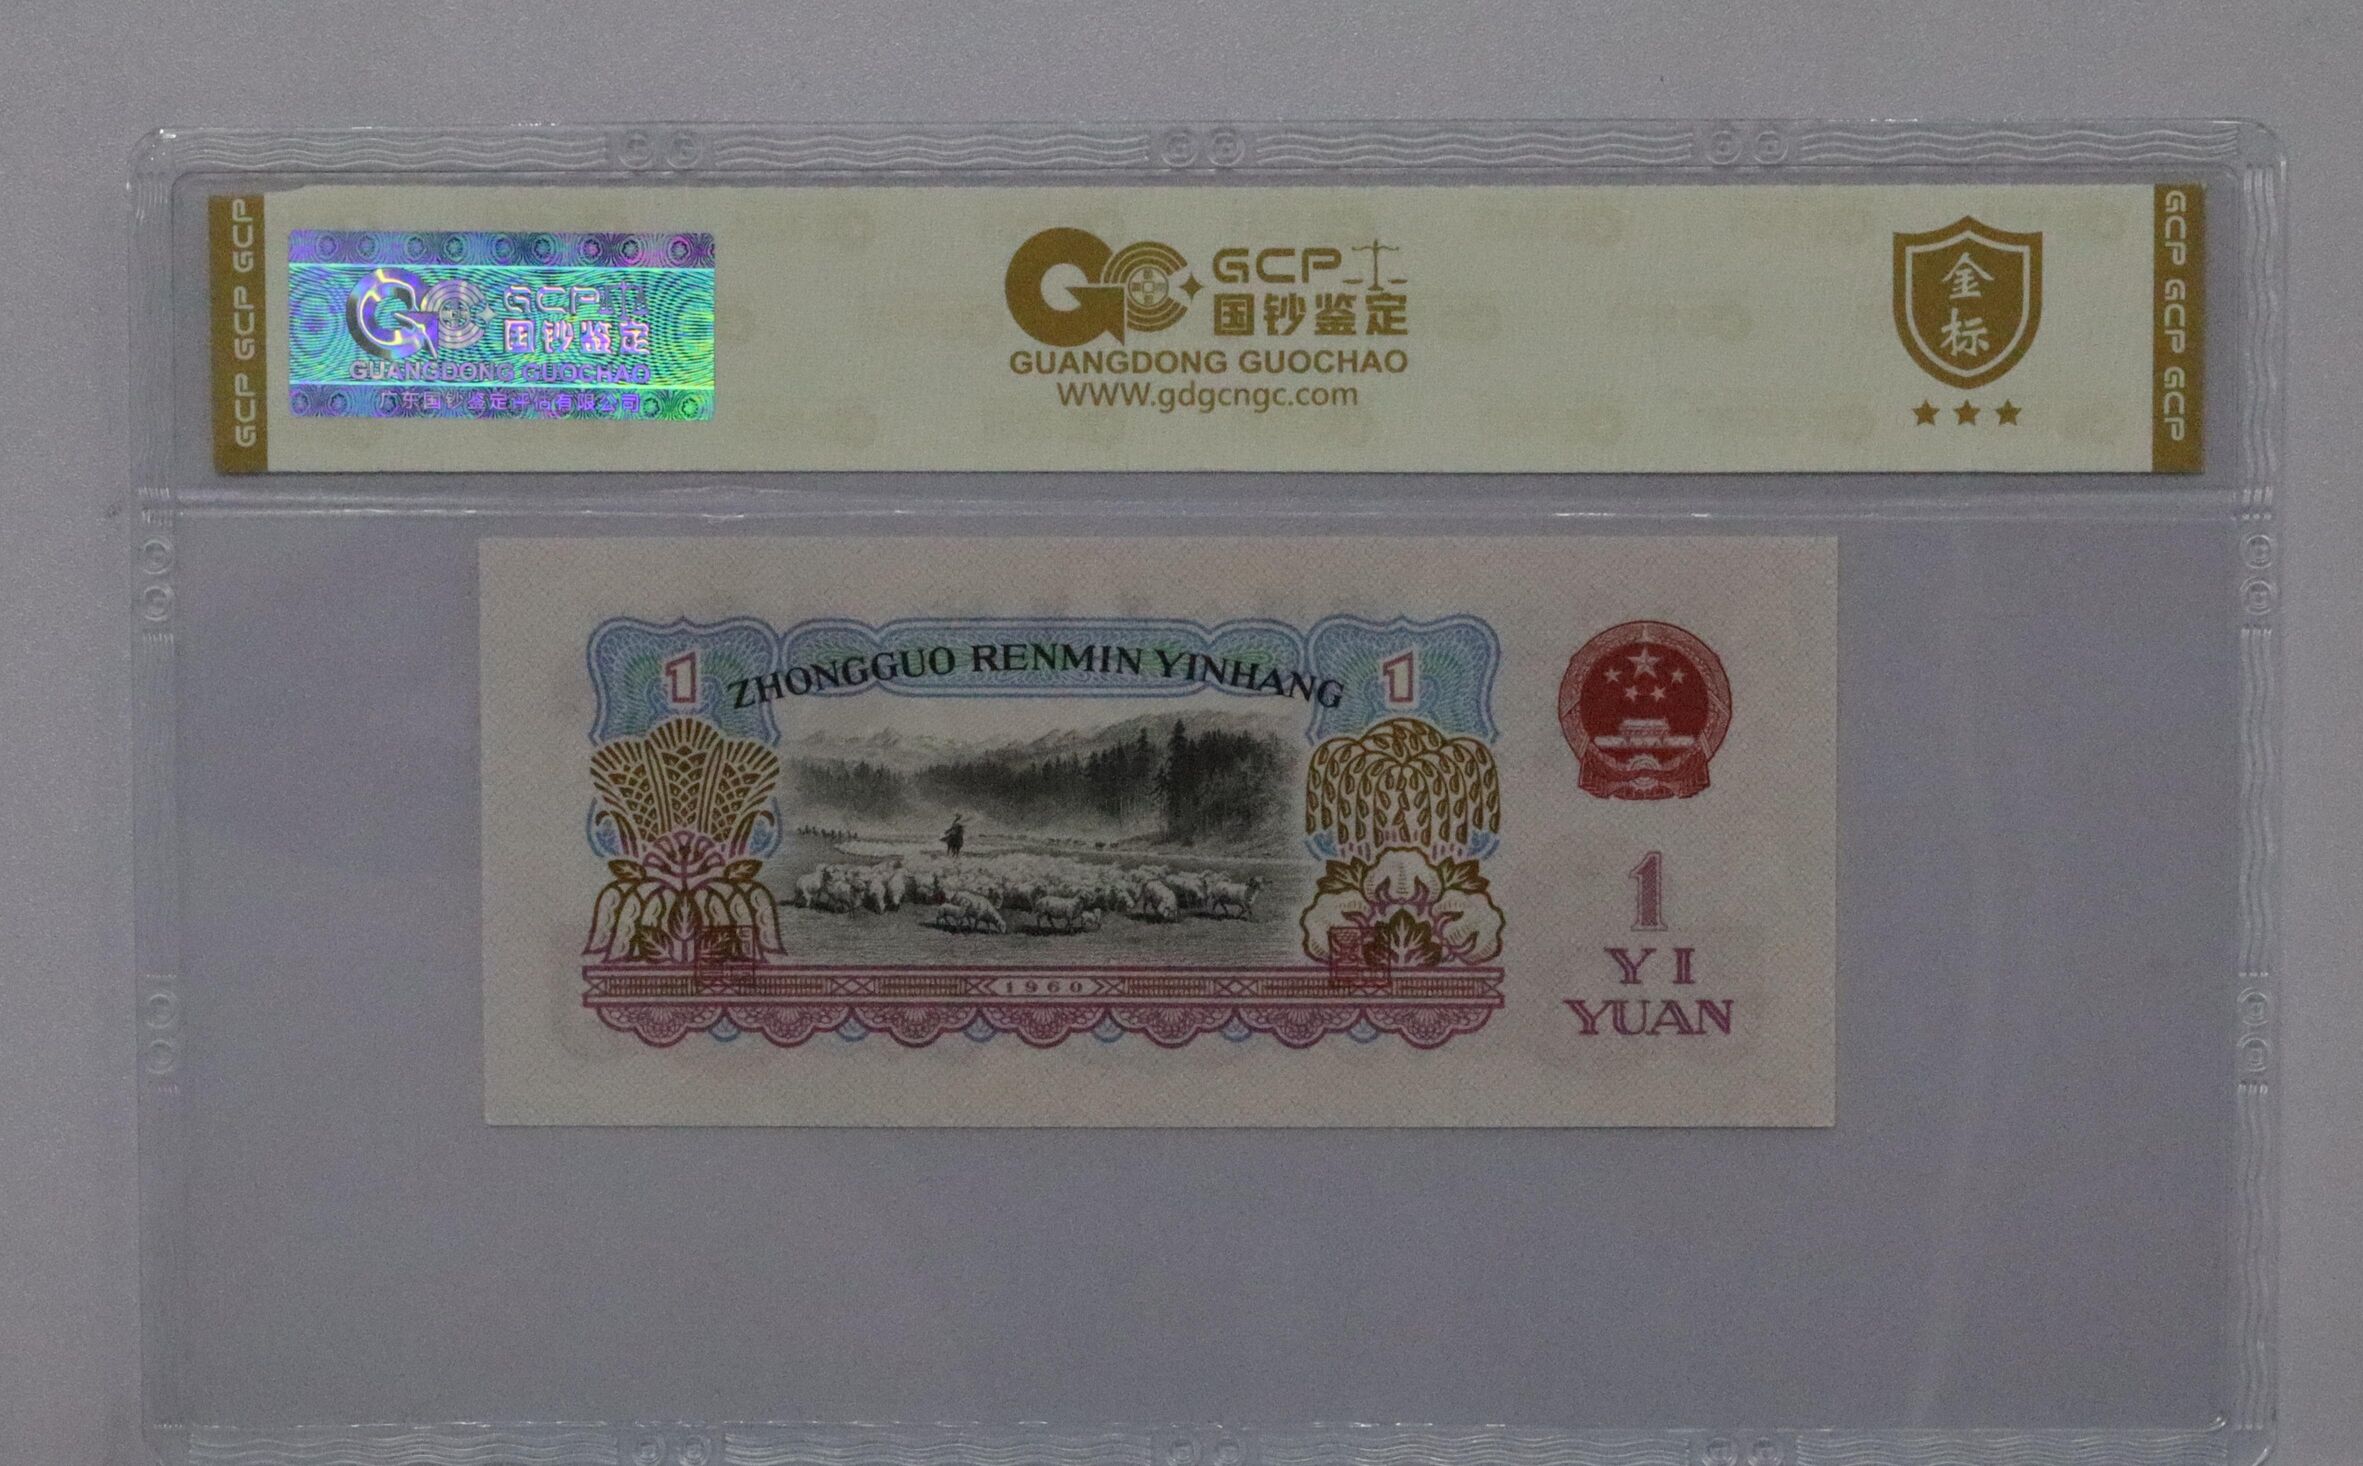 GCP GCP GCP
GCP
国钞鉴定
GUANGDONG GUOCHAO
广东国钞鉴定评估有限公司
GCP
国钞鉴定
GUANGDONG GUOCHAO
WWW.gdgcngc.com
金
标
GCP GCP GCP
ZHONGGUO RENMIN YINHANG
1
1
1960
1
YI
YUAN